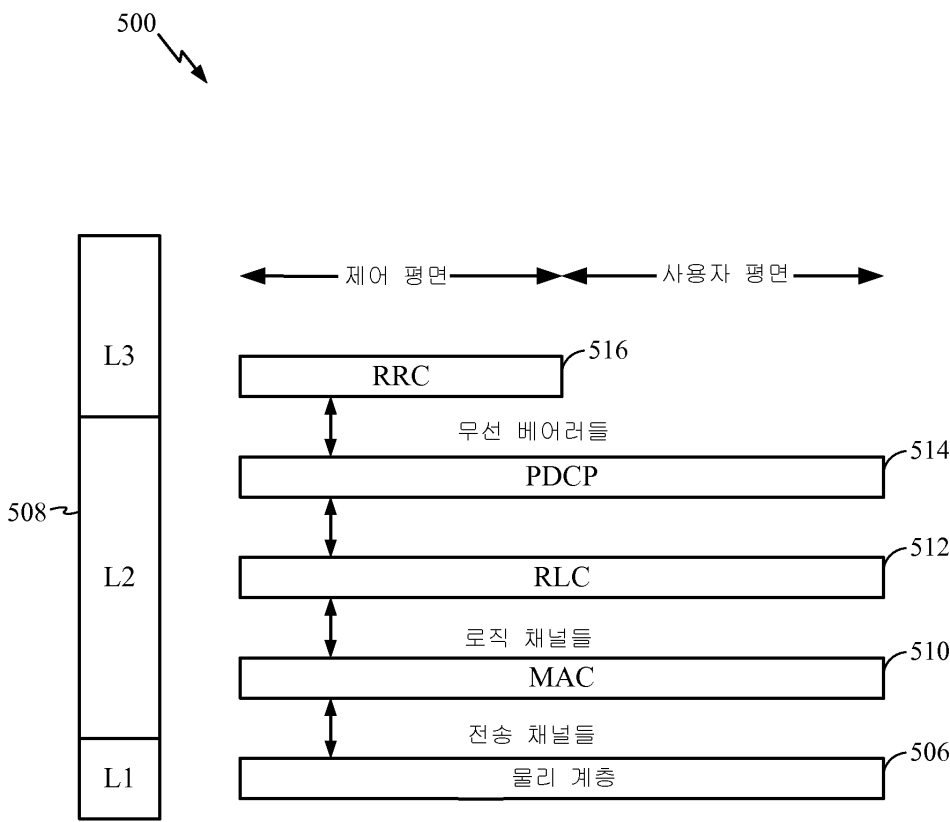 500
제어 평면 사용자 평면
L3
RRC 516
무선 베어러들
PDCP 514
508
L2
RLC 512
로직 채널들
MAC 510
전송 채널들
L1
물리 계층 506